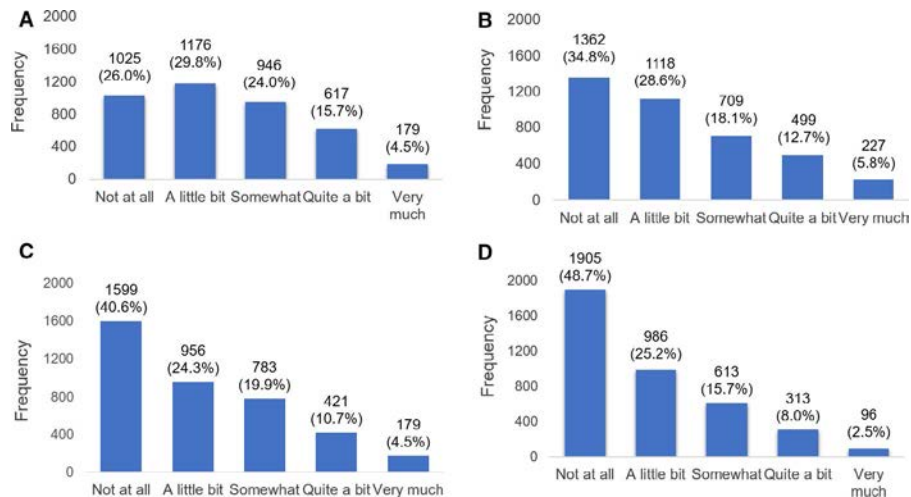 A
Frequency
2000
1600
1200
800
400
0
1025
(26.0%)
1176
(29.8%)
946
(24.0%)
617
(15.7%)
179
(4.5%)
Not at all
A little bit
Somewhat
Quite a bit
Very
much
B
Frequency
2000
1600
1200
800
400
0
1362
(34.8%)
1118
(28.6%)
709
(18.1%)
499
(12.7%)
227
(5.8%)
Not at all
A little bit
Somewhat
Quite a bit
Very much
C
Frequency
2000
1600
1200
800
400
0
1599
(40.6%)
956
(24.3%)
783
(19.9%)
421
(10.7%)
179
(4.5%)
Not at all
A little bit
Somewhat
Quite a bit
Very much
D
Frequency
2000
1600
1200
800
400
0
1905
(48.7%)
986
(25.2%)
613
(15.7%)
313
(8.0%)
96
(2.5%)
Not at all
A little bit
Somewhat
Quite a bit
Very
much